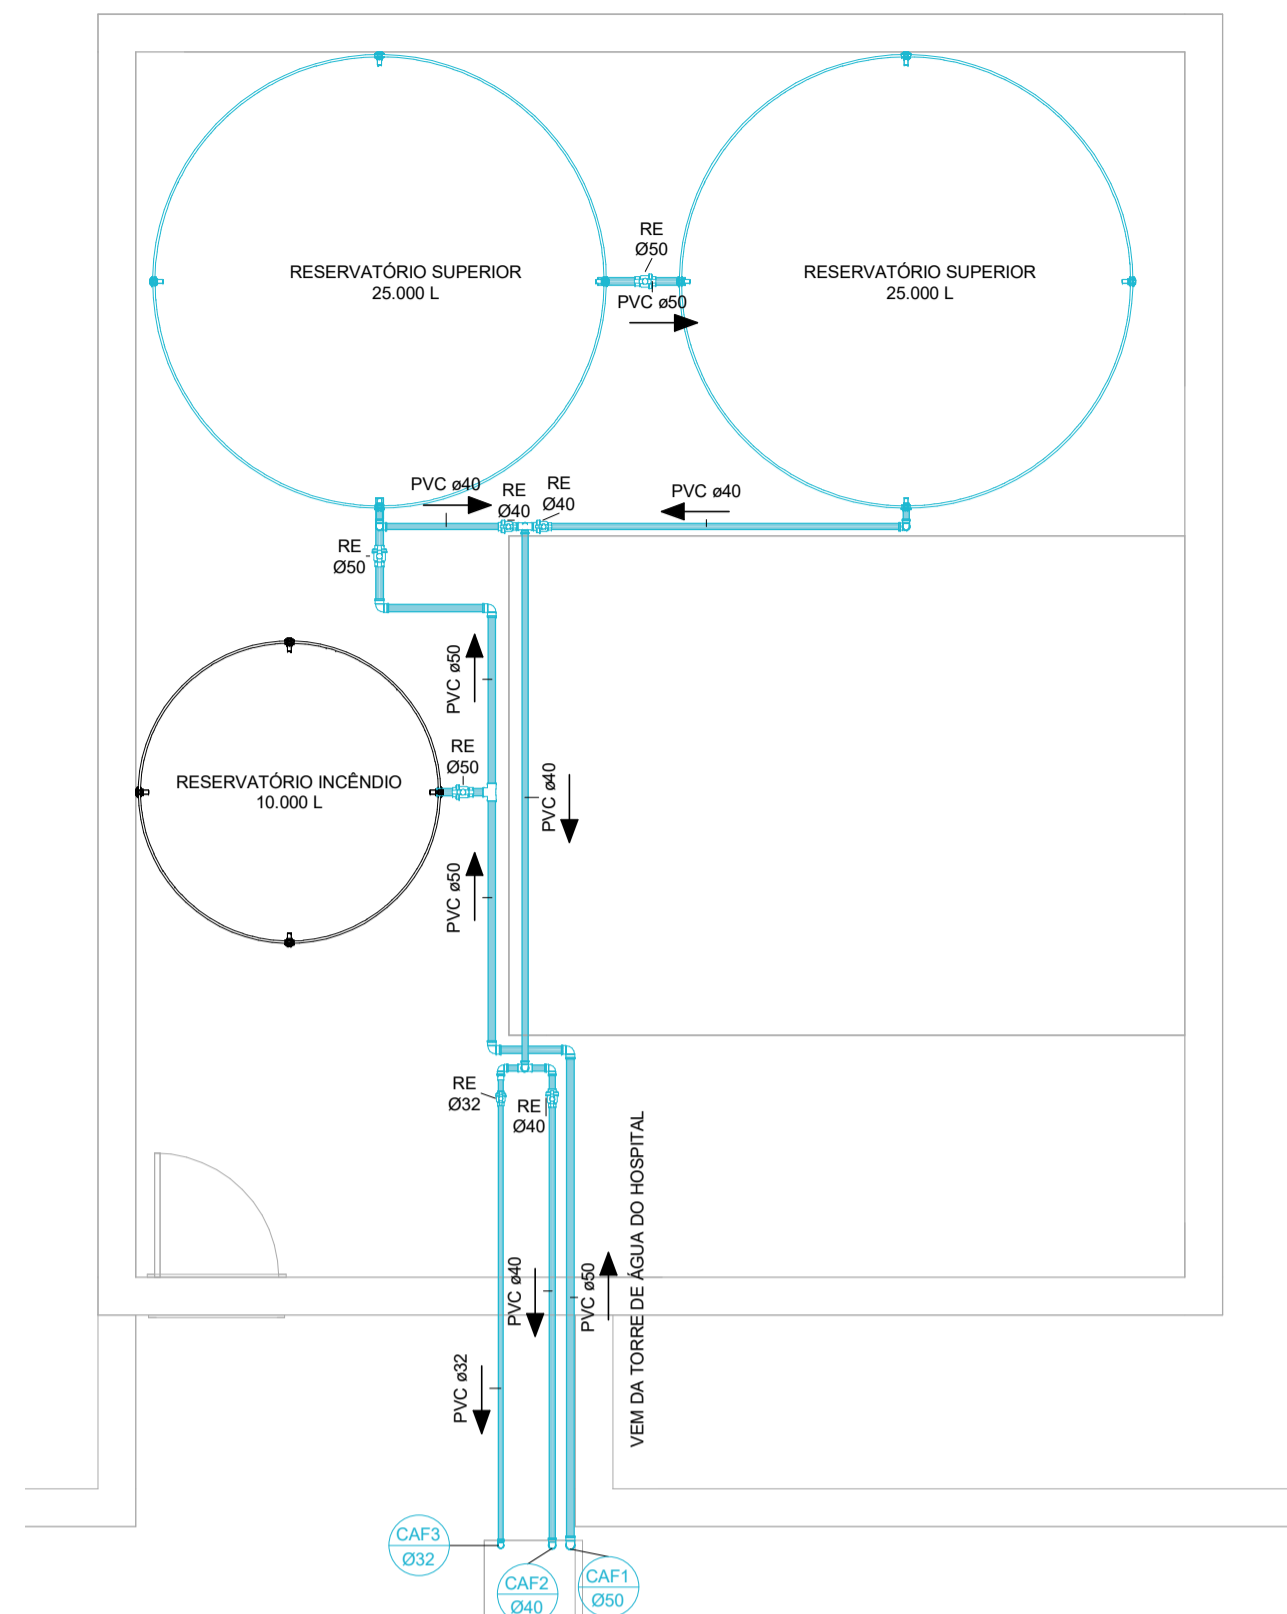 RE
Ø50
RESERVATÓRIO SUPERIOR
25.000 L
RESERVATÓRIO SUPERIOR
25.000 L
PVC ø50
PVC ø40
RE
Ø40
RE
Ø40
PVC ø40
RE
Ø50
PVC ø50
RE
Ø50
RESERVATÓRIO INCÊNDIO
10.000 L
PVC ø40
PVC ø50
RE
Ø32
RE
Ø40
VEM DA TORRE DE ÁGUA DO HOSPITAL
PVC ø40
PVC ø50
PVC ø32
CAF3
Ø32
CAF2
Ø40
CAF1
Ø50